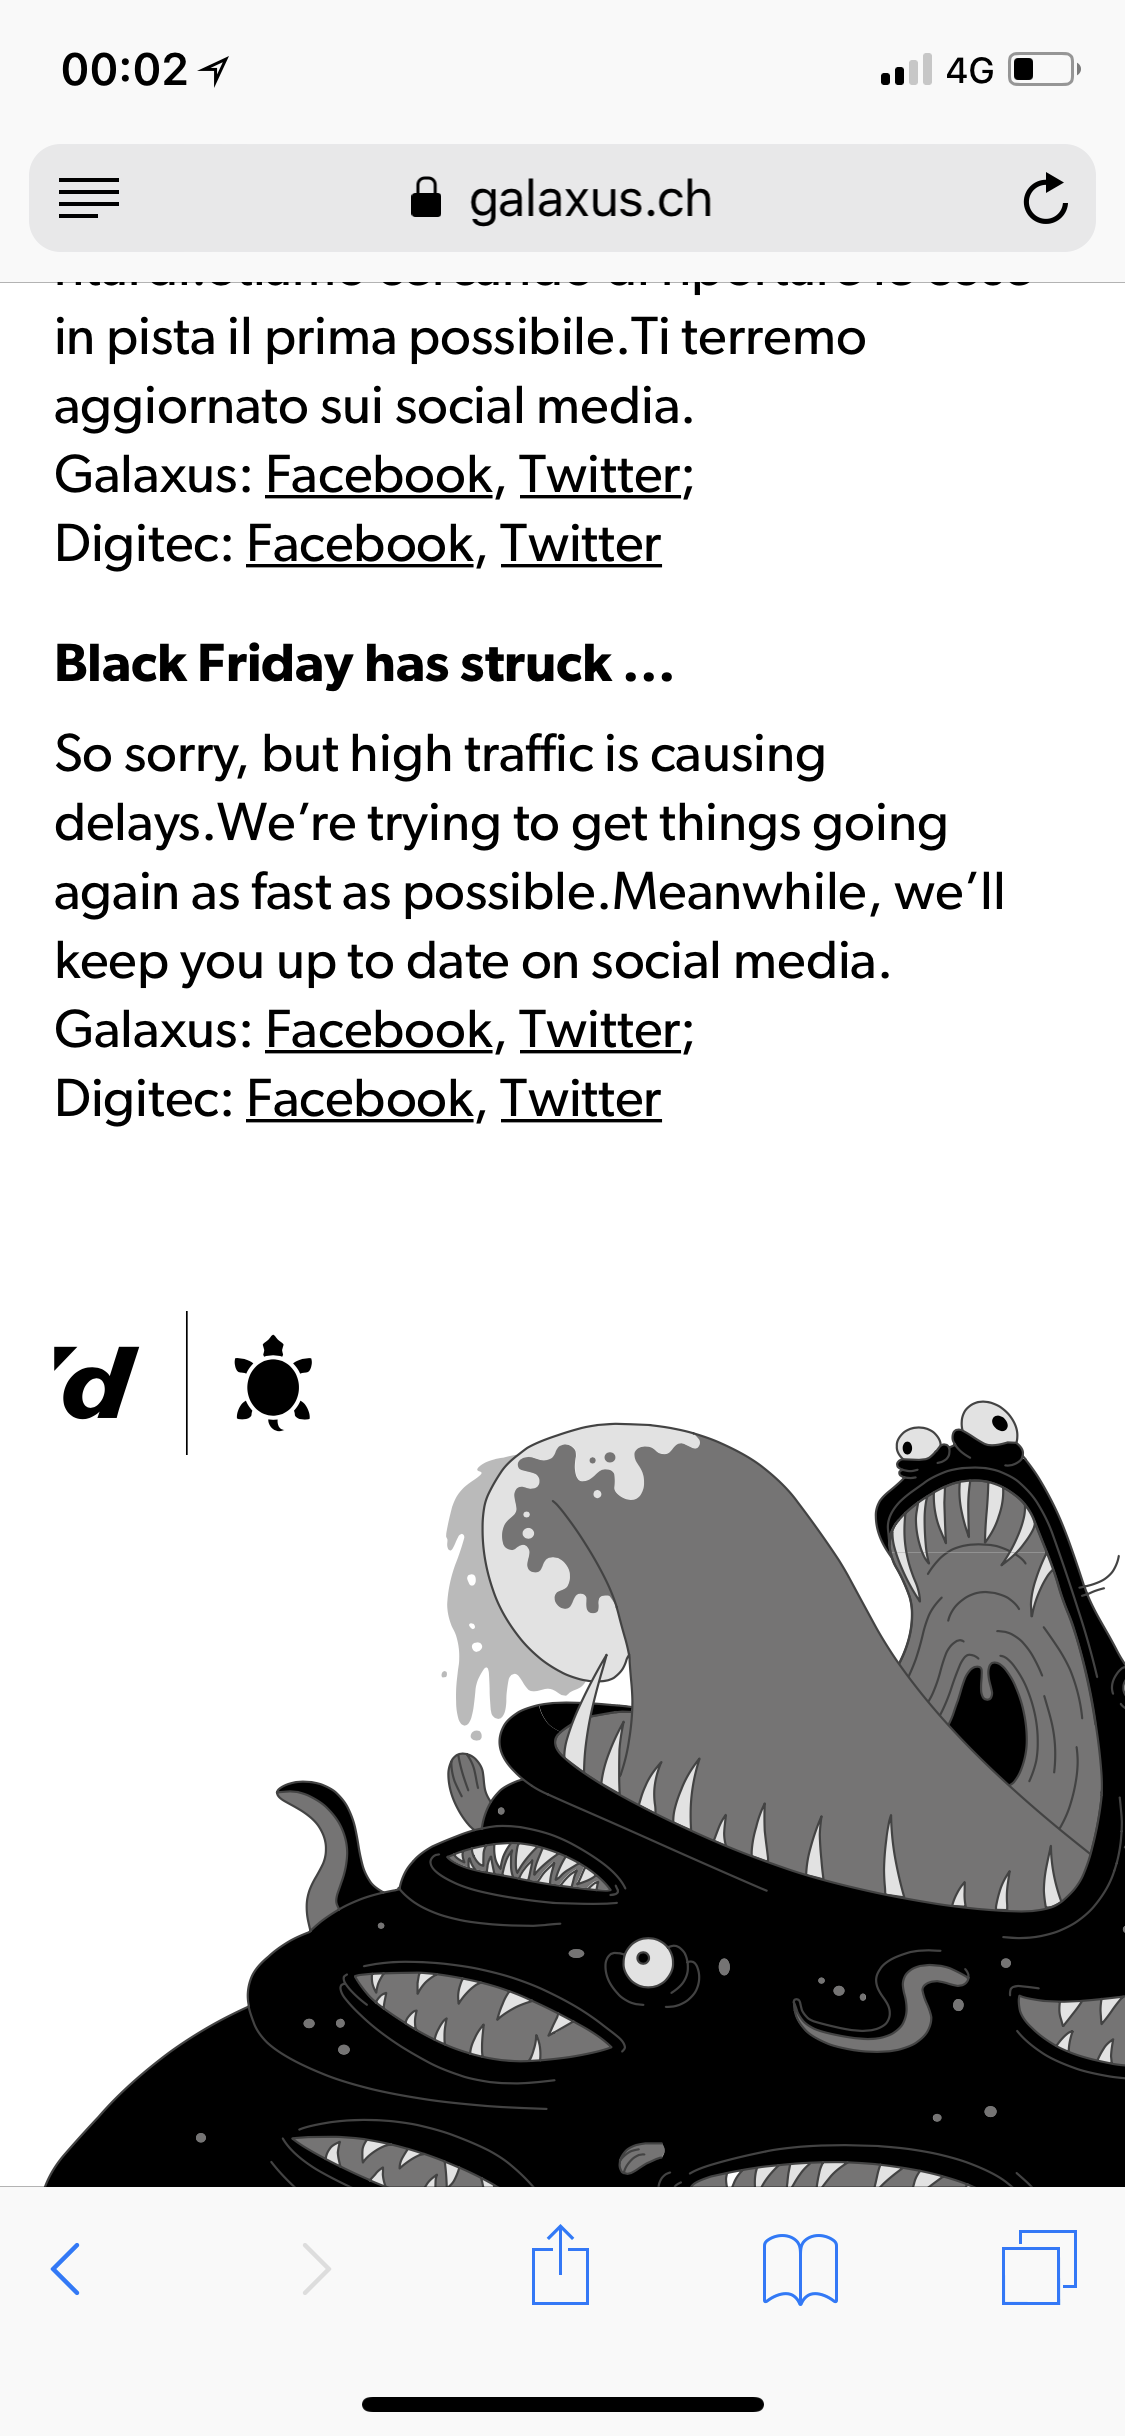 00:02
4G
galaxus.ch
in pista il prima possibile.Ti terremo
aggiornato sui social media.
Galaxus: Facebook, Twitter;
Digitec: Facebook, Twitter
Black Friday has struck ...
So sorry, but high traffic is causing
delays.We’re trying to get things going
again as fast as possible.Meanwhile, we’ll
keep you up to date on social media.
Galaxus: Facebook, Twitter;
Digitec: Facebook, Twitter
d